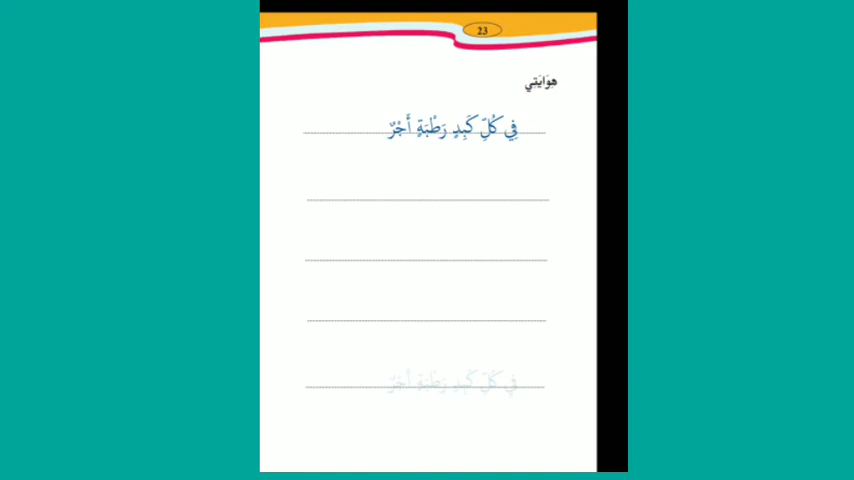 23
هِوَايَتِي
فِي كُلِّ كَبِدٍ رَطْبَةٍ أَجْرٌ
فِي كُلِّ كَبِدٍ رَطْبَةٍ أَجْرٌ